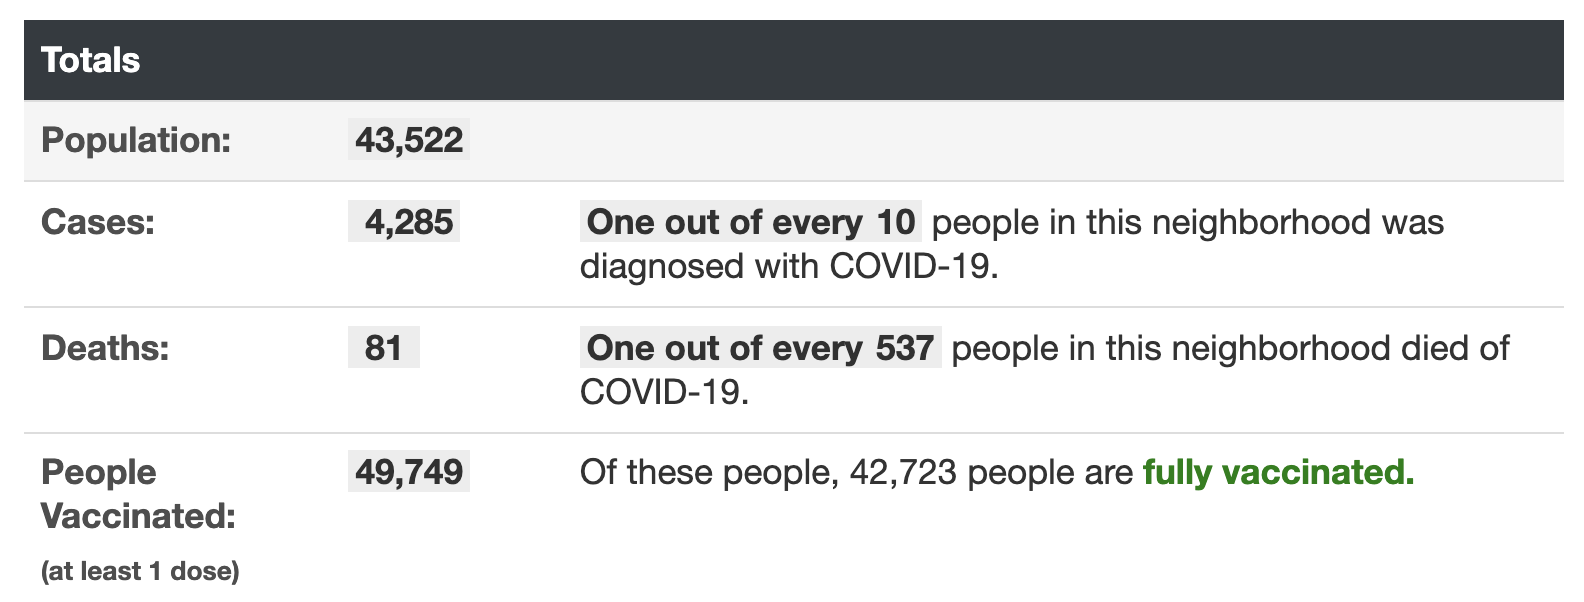 Totals
Population: 43,522
Cases: 4,285 One out of every 10 people in this neighborhood was
diagnosed with COVID-19.
Deaths: 81 One out of every 537 people in this neighborhood died of
COVID-19.
People 49,749 Of these people, 42,723 people are fully vaccinated.
Vaccinated:
(at least 1 dose)